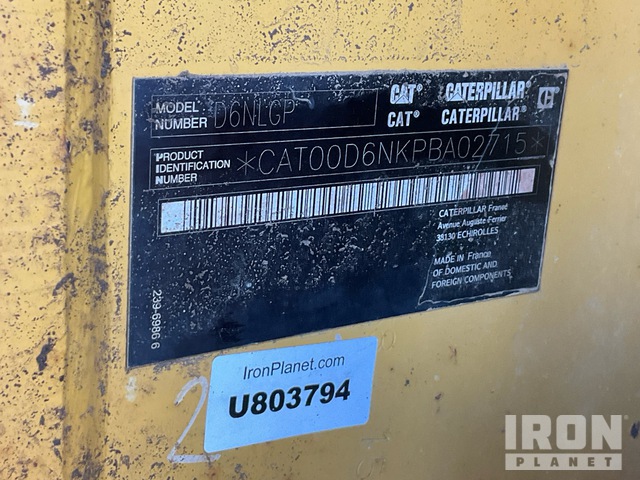 MODEL NUMBER D6NLGP
CAT® CATERPILLAR®
CAT® CATERPILLAR®
PRODUCT IDENTIFICATION NUMBER *CAT00D6NKPBA02715*
CATERPILLAR France
Avenue Auguste Perrier
38130 ECHIROLLES
MADE IN France
OF DOMESTIC AND
FOREIGN COMPONENTS
239-6986 6
2
IronPlanet.com
U803794
IRON
PLANET